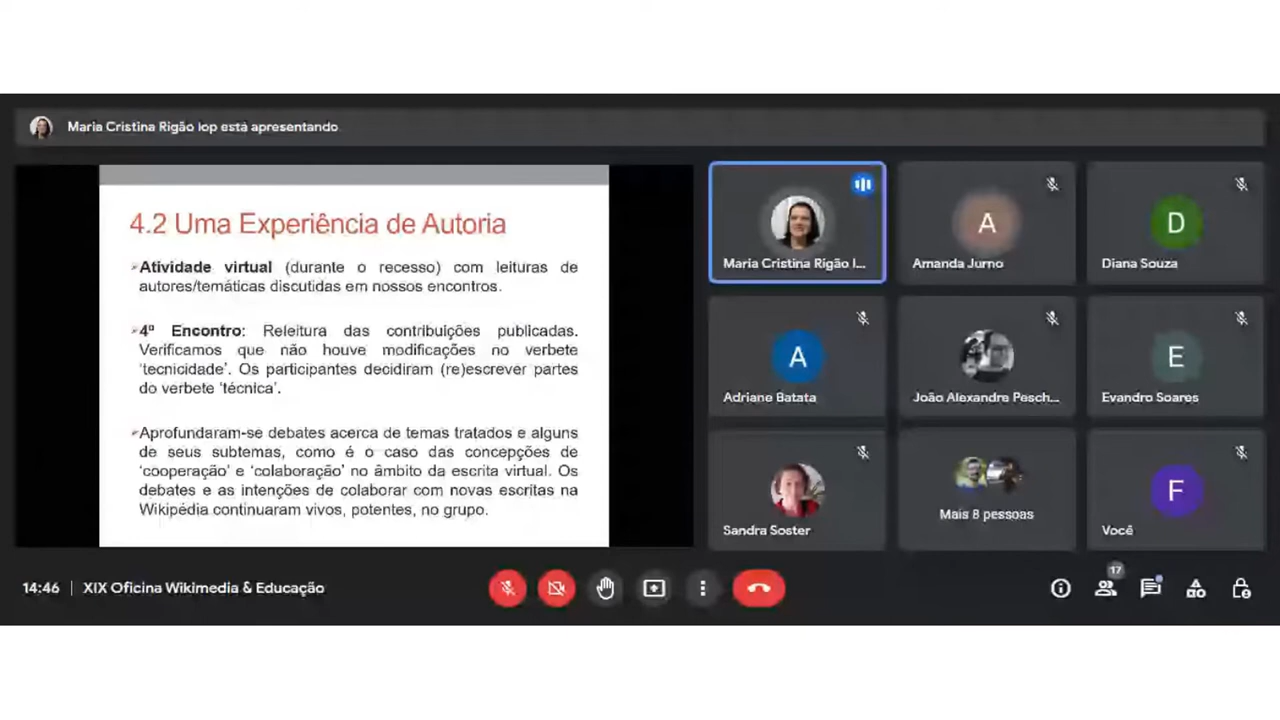 Maria Cristina Rigão Iop está apresentando
4.2 Uma Experiência de Autoria
Atividade virtual (durante o recesso) com leituras de
autores/temáticas discutidas em nossos encontros.
4º Encontro: Releitura das contribuições publicadas.
Verificamos que não houve modificações no verbete
‘tecnicidade’. Os participantes decidiram (re)escrever partes
do verbete ‘técnica’.
Aprofundaram-se debates acerca de temas tratados e alguns
de seus subtemas, como é o caso das concepções de
‘cooperação’ e ‘colaboração’ no âmbito da escrita virtual. Os
debates e as intenções de colaborar com novas escritas na
Wikipédia continuaram vivos, potentes, no grupo.
Maria Cristina Rigão I...
A
Amanda Jurno
D
Diana Souza
A
Adriane Batata
João Alexandre Pesch...
E
Evandro Soares
Sandra Soster
Mais 8 pessoas
F
Você
14:46 | XIX Oficina Wikimedia & Educação
17